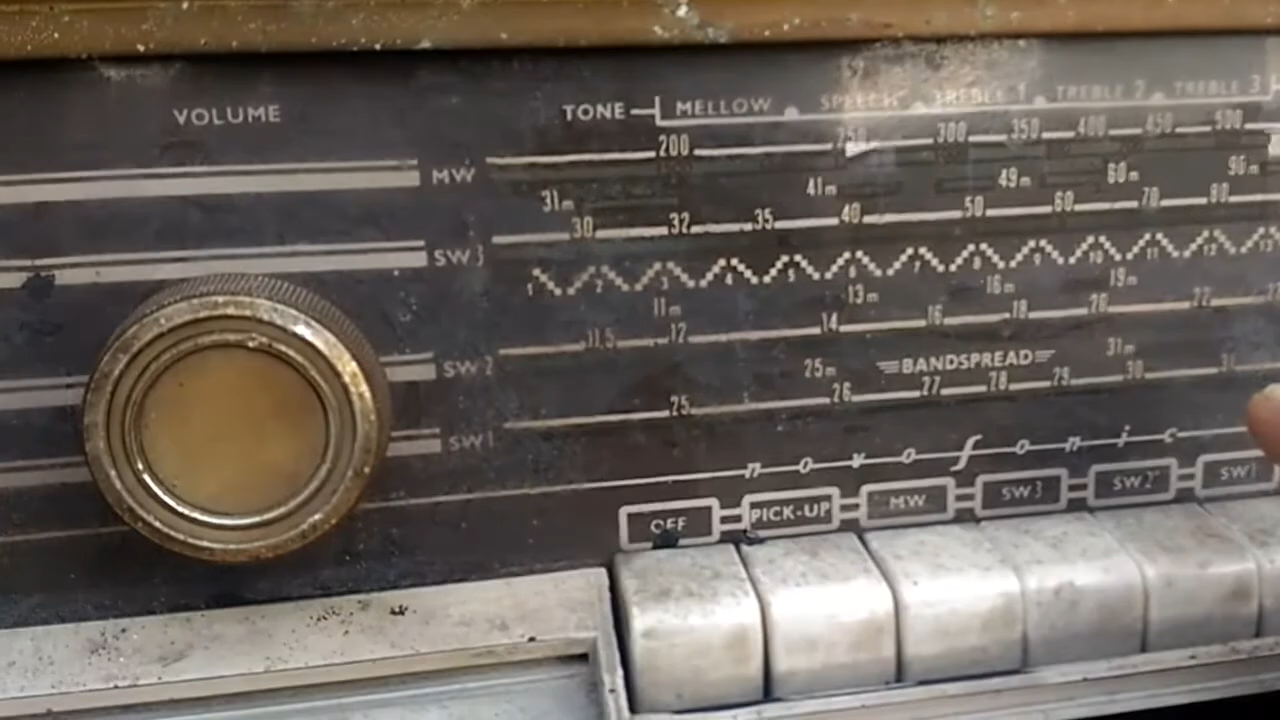 VOLUME
TONE MELLOW SPEECH TREBLE 1 TREBLE 2 TREBLE 3
MW 200 250 300 350 400 450 500
31m 41m 49m 60m 90m
SW3 30 32 35 40 50 60 70 80
1 2 3 4 5 6 7 8 9 10 11 12 13
11m 13m 16m 19m
SW2 11.5 12 14 16 18 20 22
25m BANDSPREAD 31m
SW1 25 26 27 28 29 30 31
novosonic
OFF PICK-UP MW SW3 SW2 SW1